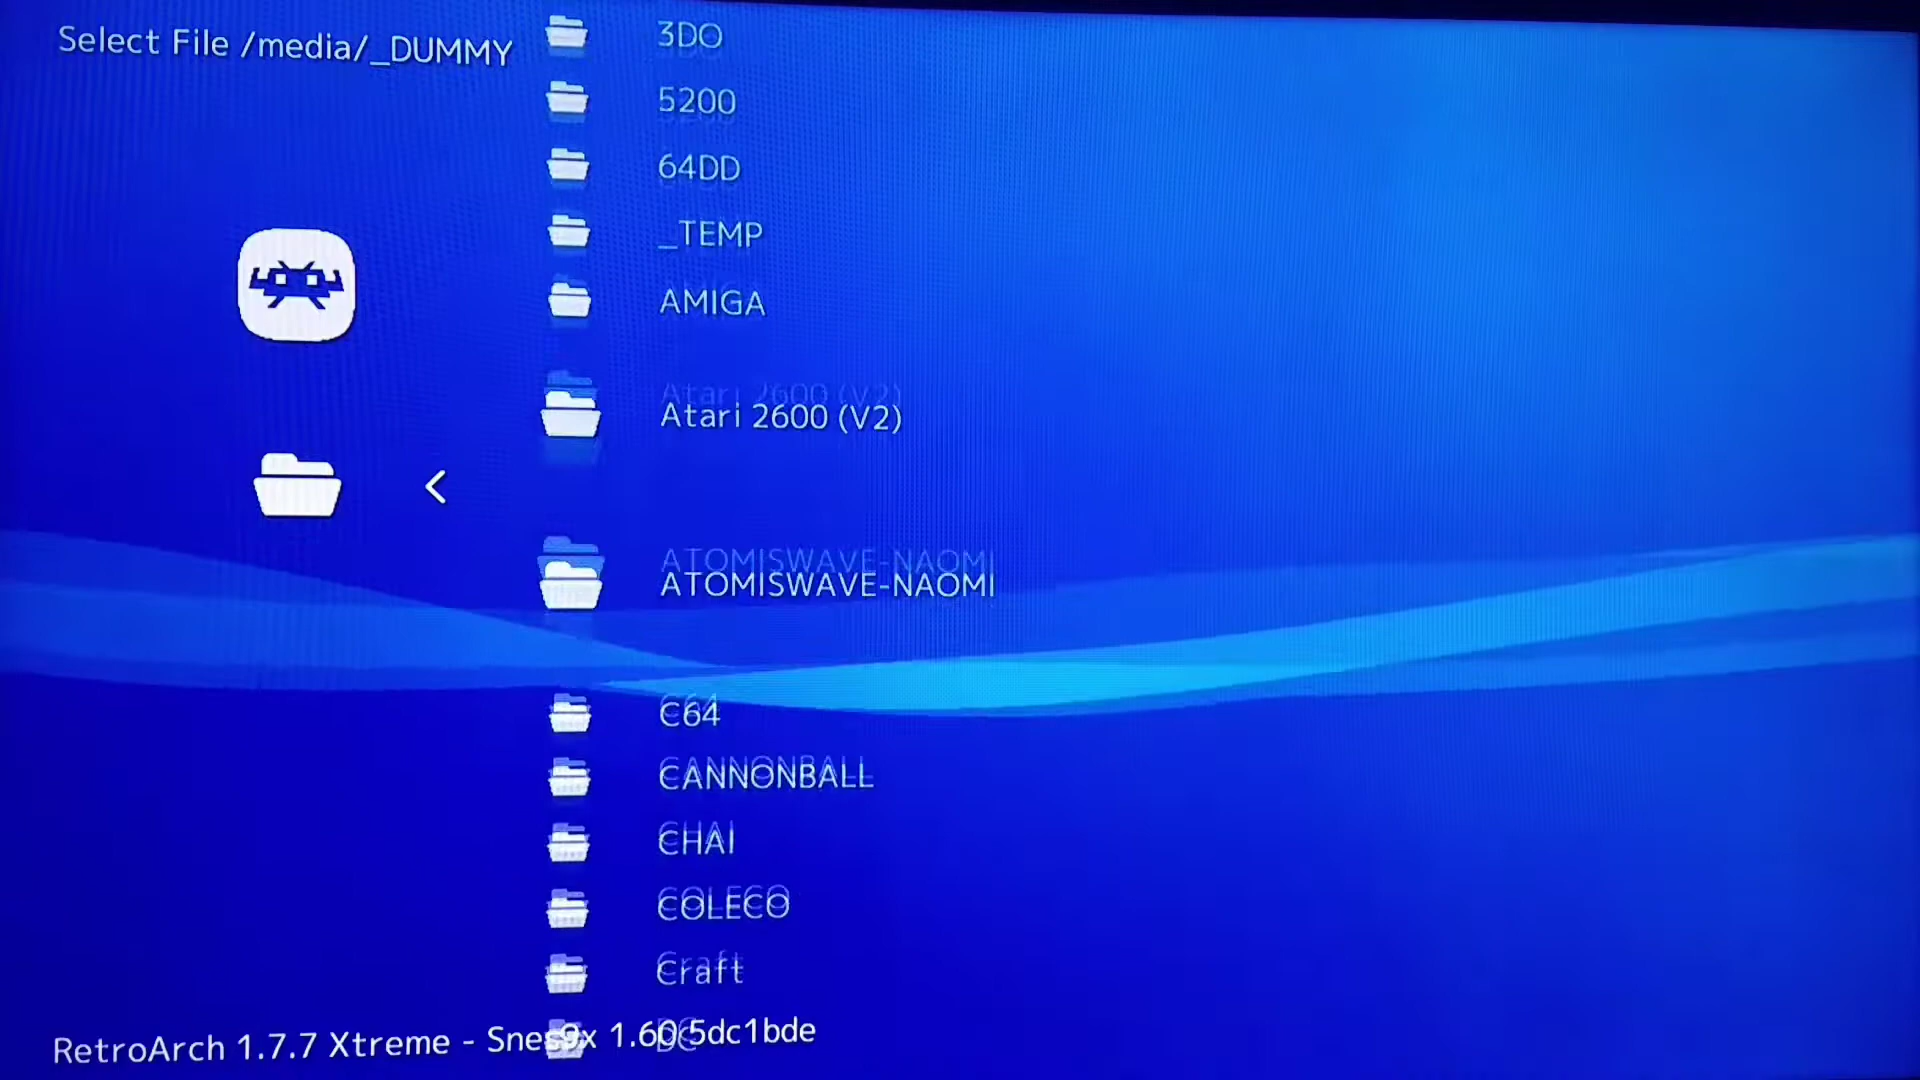 Select File /media/_DUMMY
3DO
5200
64DD
_TEMP
AMIGA
Atari 2600 (V2)
ATOMISWAVE-NAOMI
C64
CANNONBALL
CHAI
COLECO
Craft
DC
RetroArch 1.7.7 Xtreme - Snes9x 1.60 5dc1bde